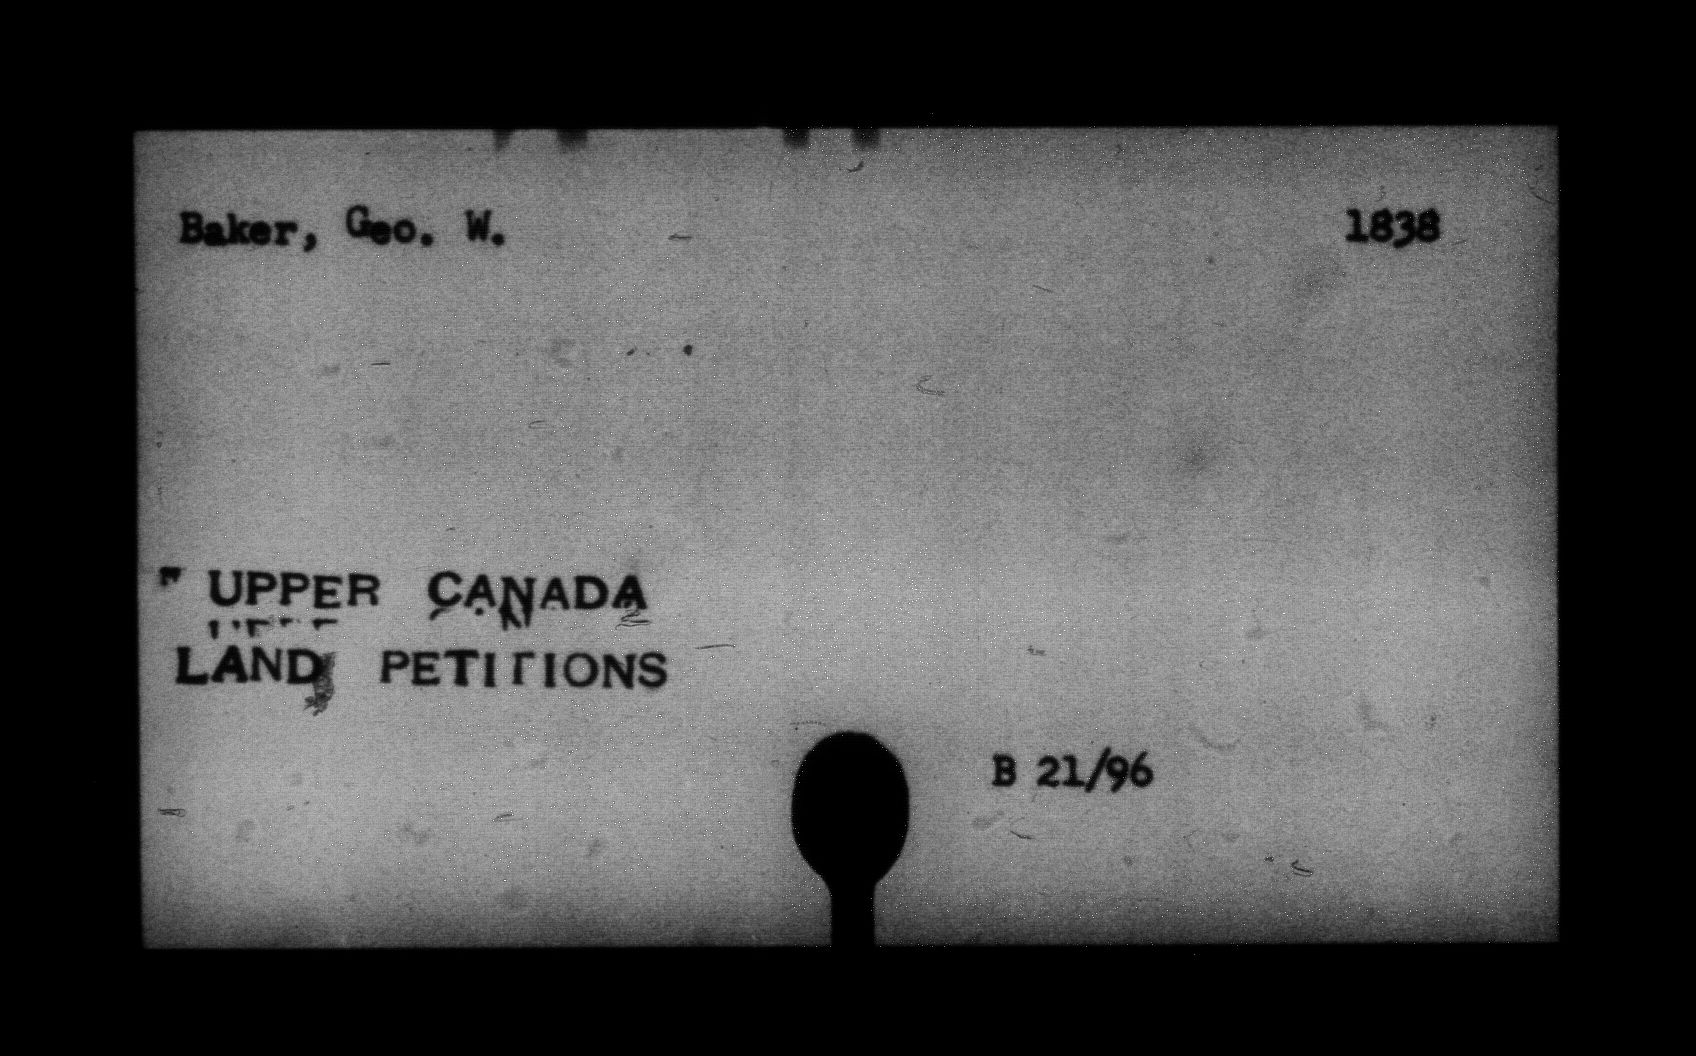 Baker, Geo. W. 1838
" UPPER CANADA
LAND PETITIONS
B 21/96